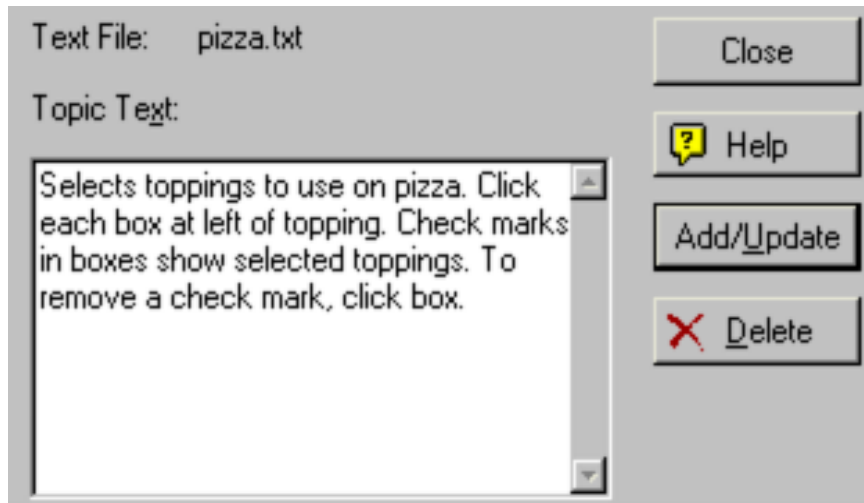 Text File: pizza.txt
Close
Topic Text:
Help
Selects toppings to use on pizza. Click
each box at left of topping. Check marks
in boxes show selected toppings. To
remove a check mark, click box.
Add/Update
Delete